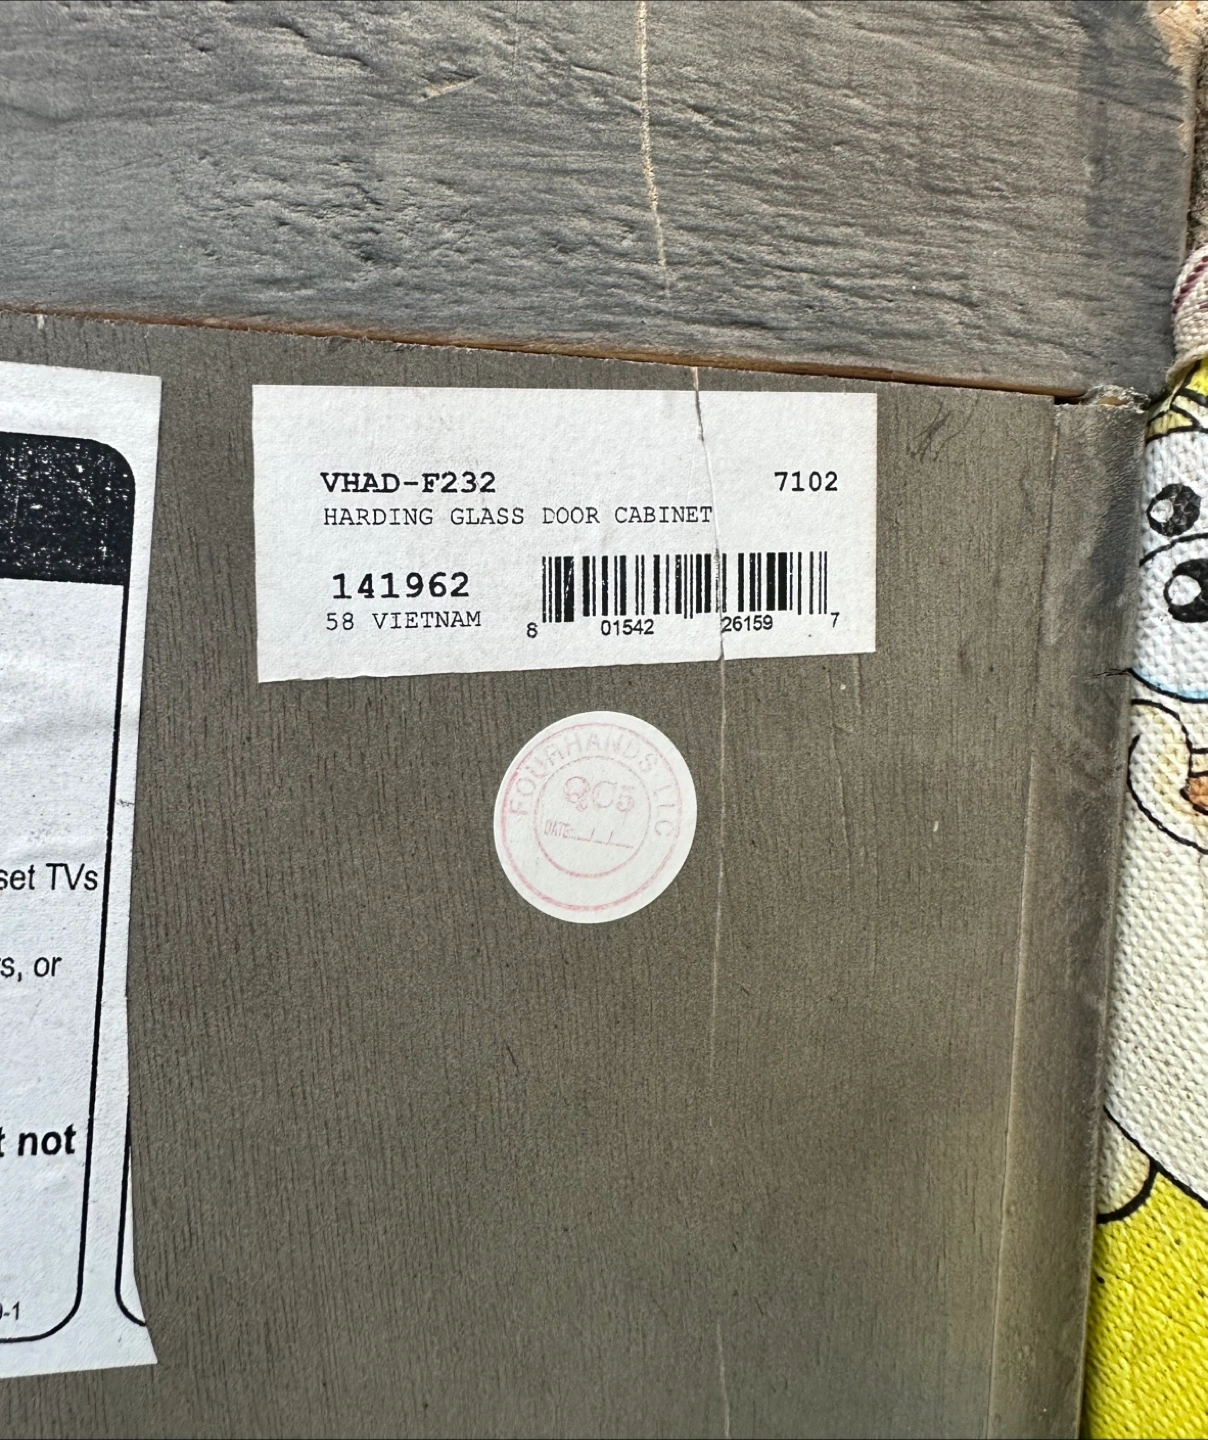 VHAD-F232 7102
HARDING GLASS DOOR CABINET
141962
58 VIETNAM
8 01542 26159 7
FOURHANDS LLC
QC5
DATE: / /
set TVs
s, or
t not
-1